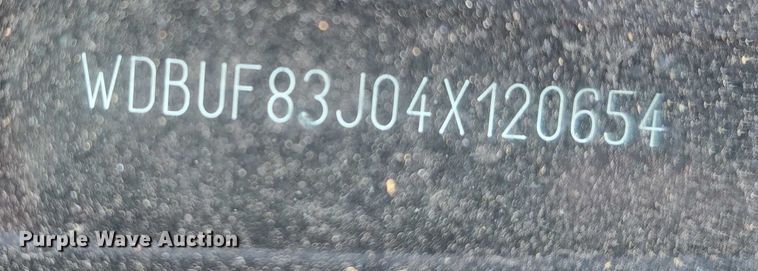 WDBUF83J04X120654
Purple Wave Auction